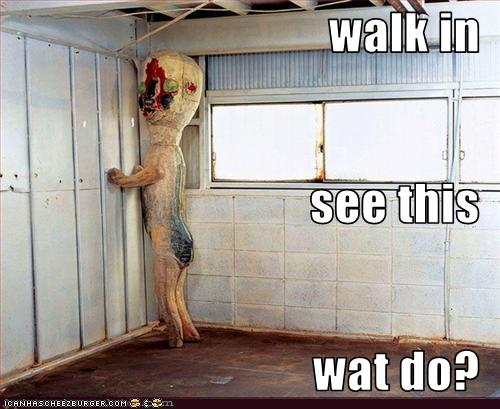 walk in
see this
wat do?
ICANHASCHEEZBURGER.COM